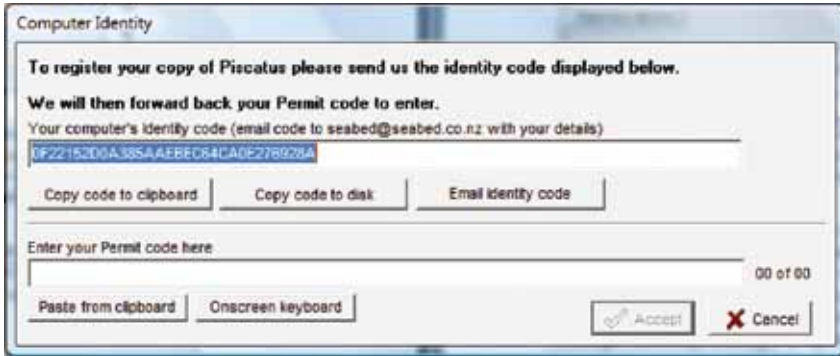 Computer Identity
To register your copy of Piscatus please send us the identity code displayed below.
We will then forward back your Permit code to enter.
Your computer's identity code (email code to seabed@seabed.co.nz with your details)
0F22152D0A385AAEBEC64CA0E276928A
Copy code to clipboard Copy code to disk Email identity code
Enter your Permit code here
00 of 00
Paste from clipboard Onscreen keyboard Accept Cancel